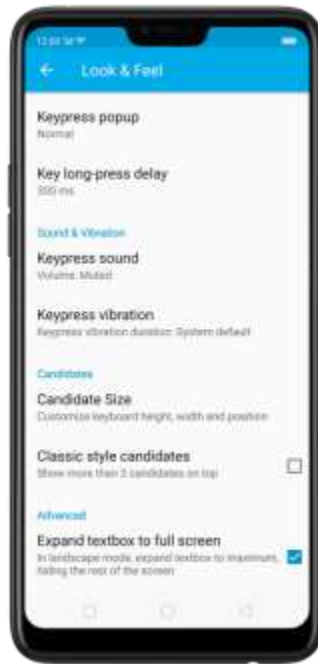 Look & Feel
Keypress popup
Normal
Key long-press delay
300 ms
Sound & Vibration
Keypress sound
Volume: Muted
Keypress vibration
Keypress vibration duration: System default
Candidates
Candidate Size
Customize keyboard height, width and position
Classic style candidates
Show more than 3 candidates on top
Advanced
Expand textbox to full screen
In landscape mode, expand textbox to maximum,
hiding the rest of the screen